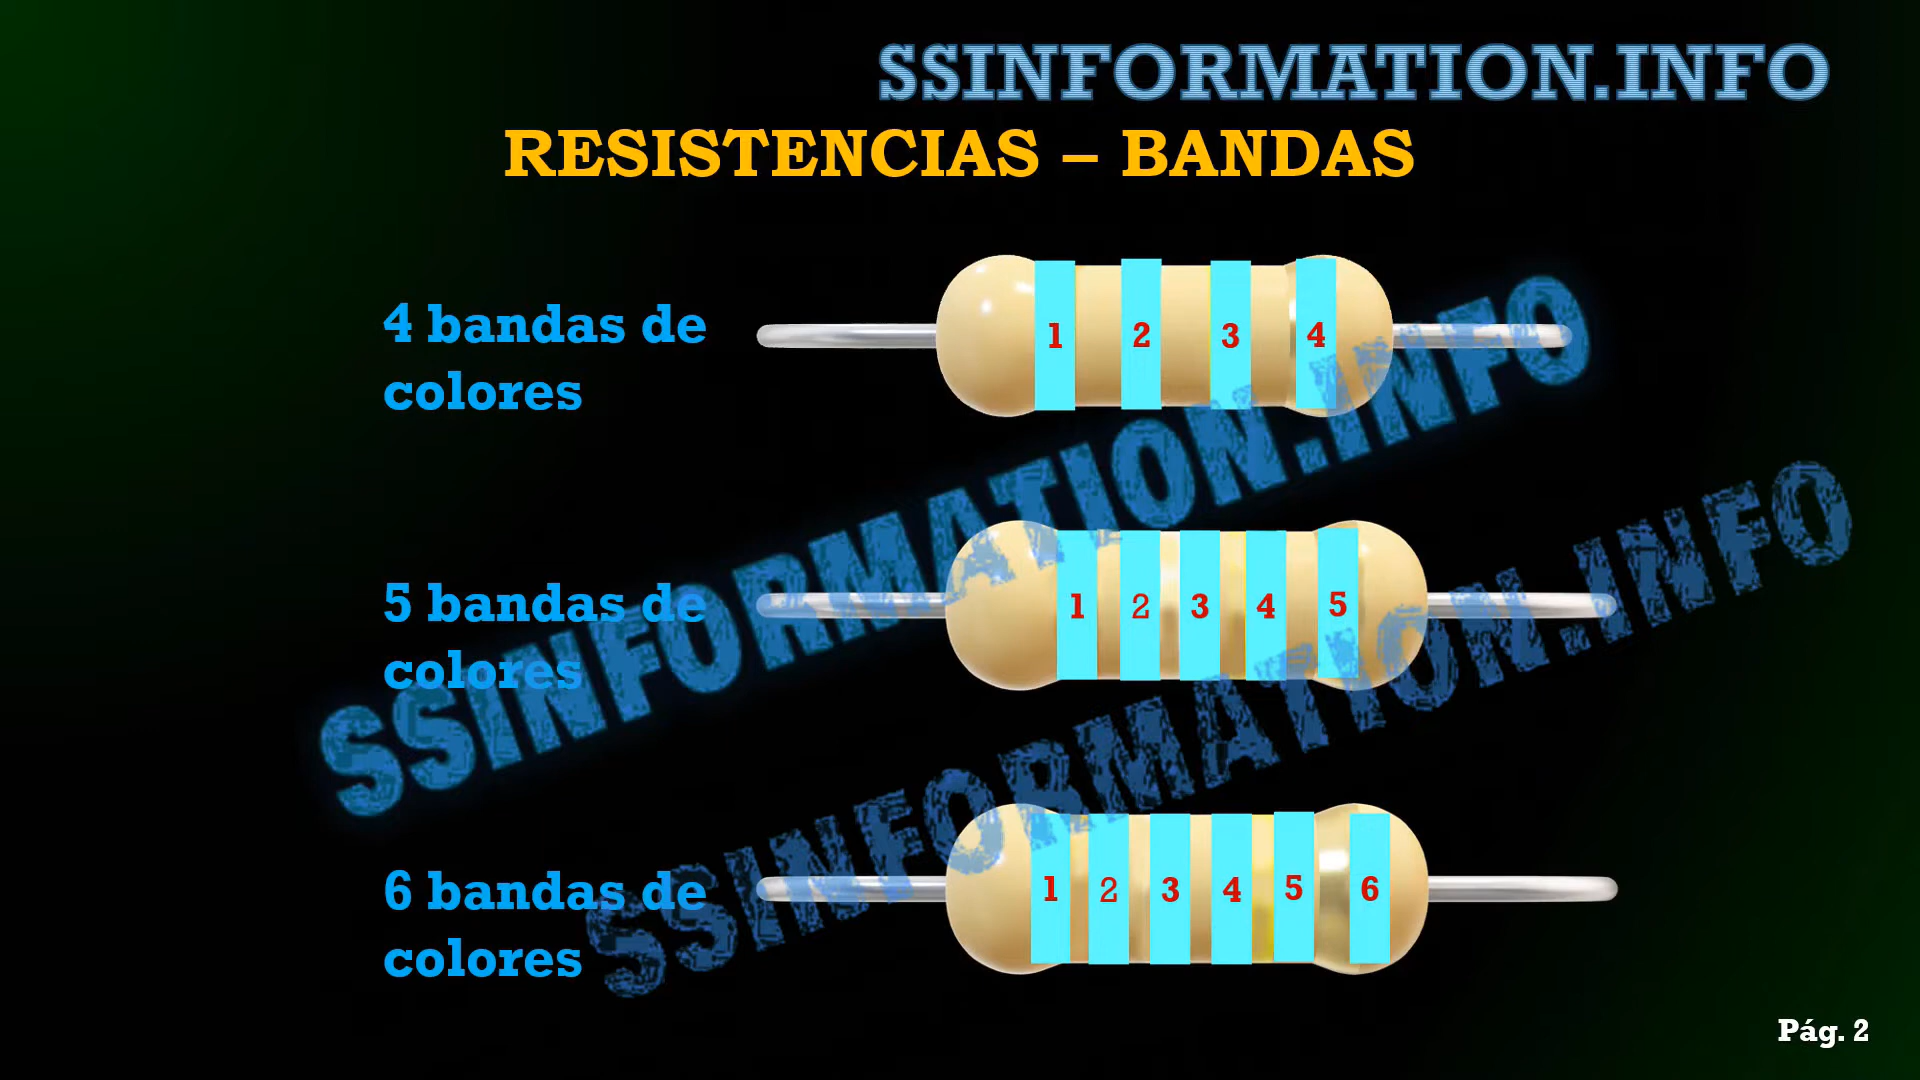 SSINFORMATION.INFO
RESISTENCIAS – BANDAS
4 bandas de
colores
1 2 3 4
5 bandas de
colores
1 2 3 4 5
6 bandas de
colores
1 2 3 4 5 6
SSINFORMATION.INFO
SSINFORMATION.INFO
Pág. 2